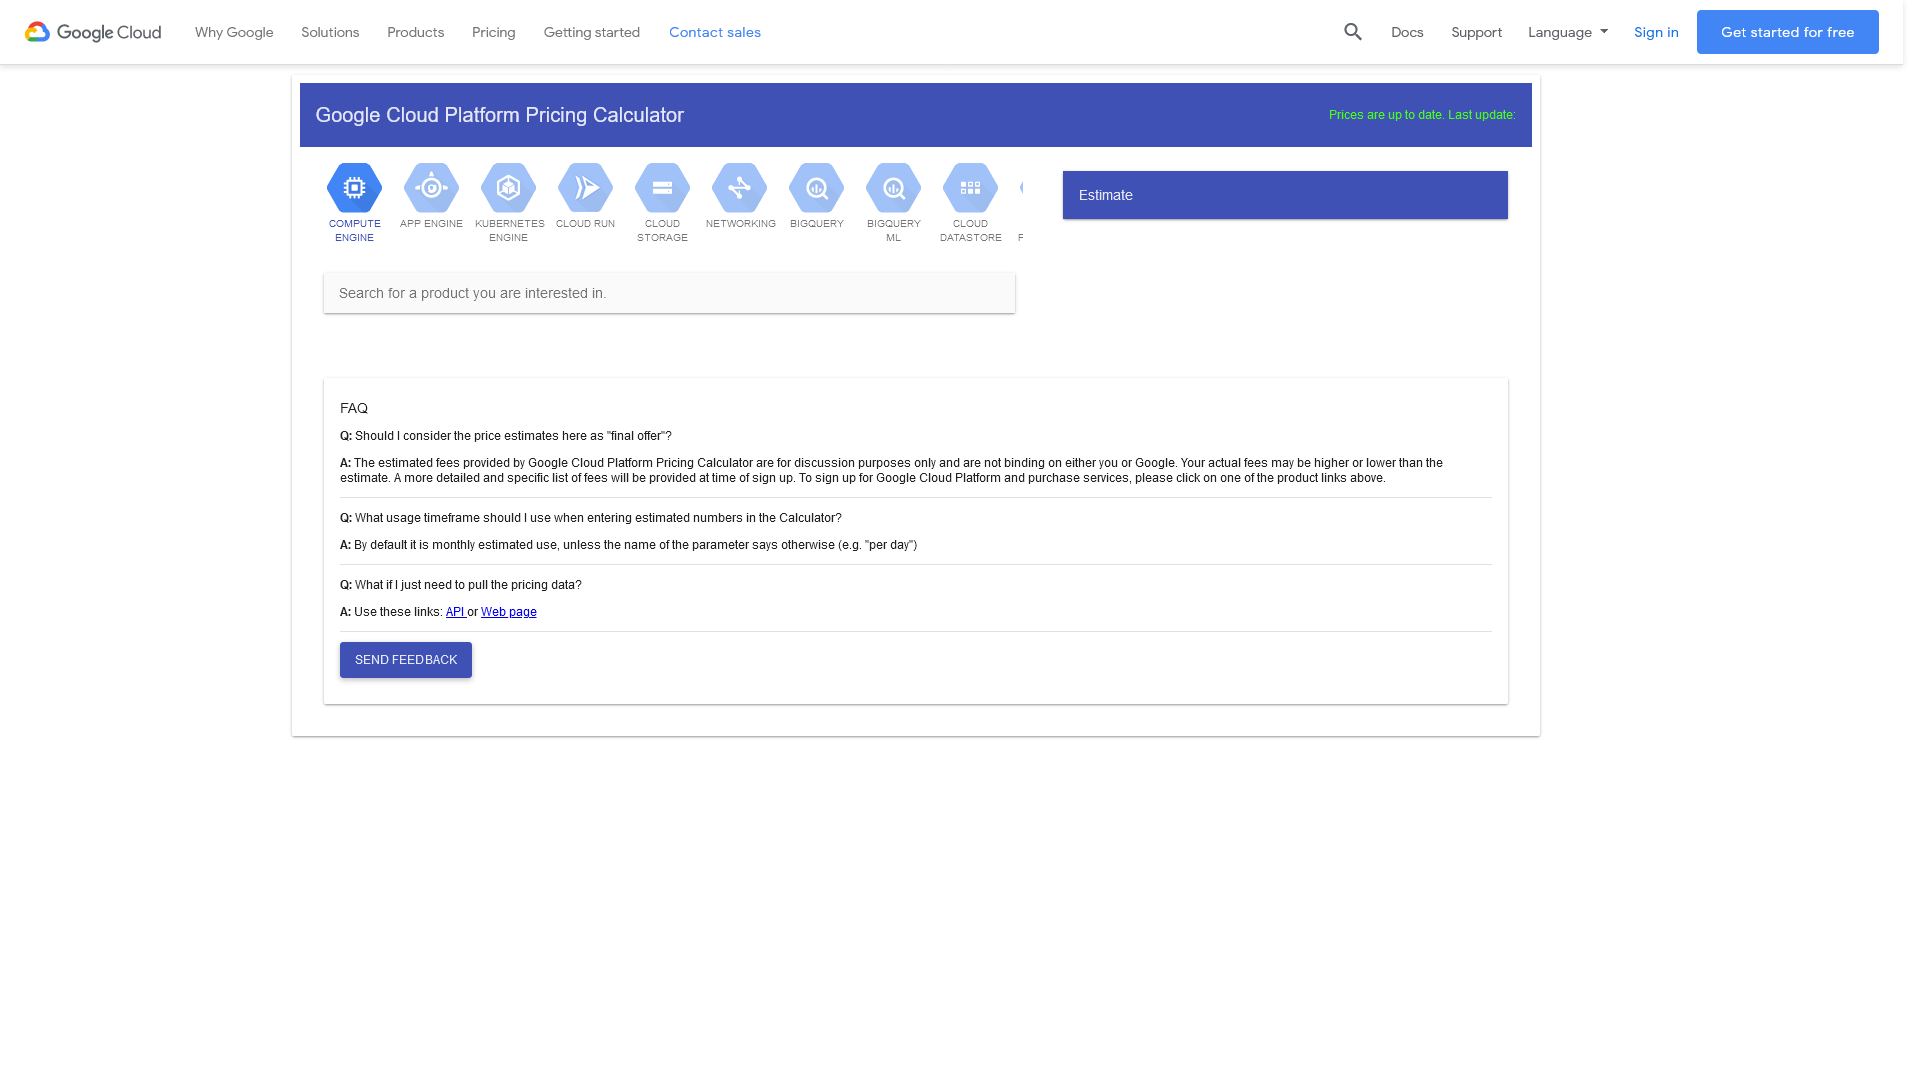 Google Cloud
Why Google
Solutions
Products
Pricing
Getting started
Contact sales
Docs
Support
Language
Sign in
Get started for free
Google Cloud Platform Pricing Calculator
Prices are up to date. Last update:
COMPUTE
ENGINE
APP ENGINE
KUBERNETES
ENGINE
CLOUD RUN
CLOUD
STORAGE
NETWORKING
BIGQUERY
BIGQUERY
ML
CLOUD
DATASTORE
Estimate
Search for a product you are interested in.
FAQ
Q: Should I consider the price estimates here as "final offer"?
A: The estimated fees provided by Google Cloud Platform Pricing Calculator are for discussion purposes only and are not binding on either you or Google. Your actual fees may be higher or lower than the
estimate. A more detailed and specific list of fees will be provided at time of sign up. To sign up for Google Cloud Platform and purchase services, please click on one of the product links above.
Q: What usage timeframe should I use when entering estimated numbers in the Calculator?
A: By default it is monthly estimated use, unless the name of the parameter says otherwise (e.g. "per day")
Q: What if I just need to pull the pricing data?
A: Use these links: API or Web page
SEND FEEDBACK